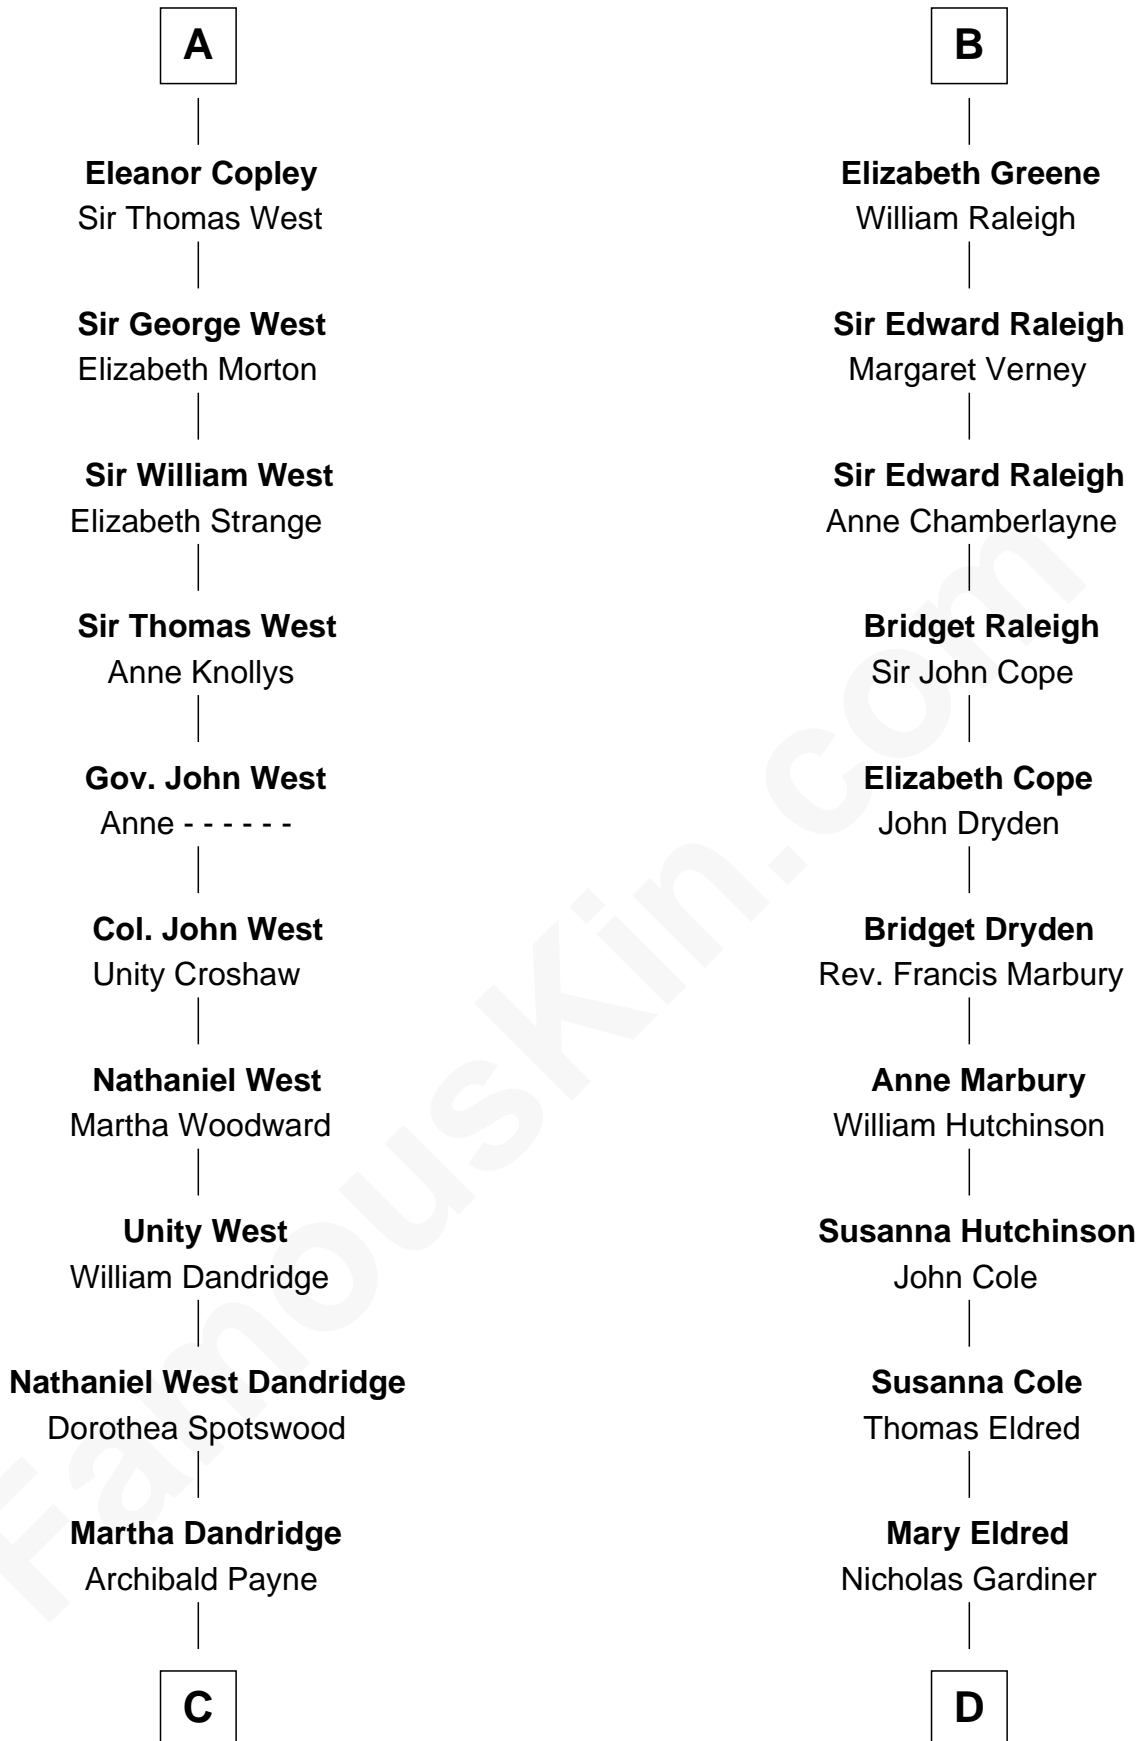 A
Eleanor Copley
Sir Thomas West
Sir George West
Elizabeth Morton
Sir William West
Elizabeth Strange
Sir Thomas West
Anne Knollys
Gov. John West
Anne - - - - - -
Col. John West
Unity Croshaw
Nathaniel West
Martha Woodward
Unity West
William Dandridge
Nathaniel West Dandridge
Dorothea Spotswood
Martha Dandridge
Archibald Payne
C
B
Elizabeth Greene
William Raleigh
Sir Edward Raleigh
Margaret Verney
Sir Edward Raleigh
Anne Chamberlayne
Bridget Raleigh
Sir John Cope
Elizabeth Cope
John Dryden
Bridget Dryden
Rev. Francis Marbury
Anne Marbury
William Hutchinson
Susanna Hutchinson
John Cole
Susanna Cole
Thomas Eldred
Mary Eldred
Nicholas Gardiner
D
FamousKin.com